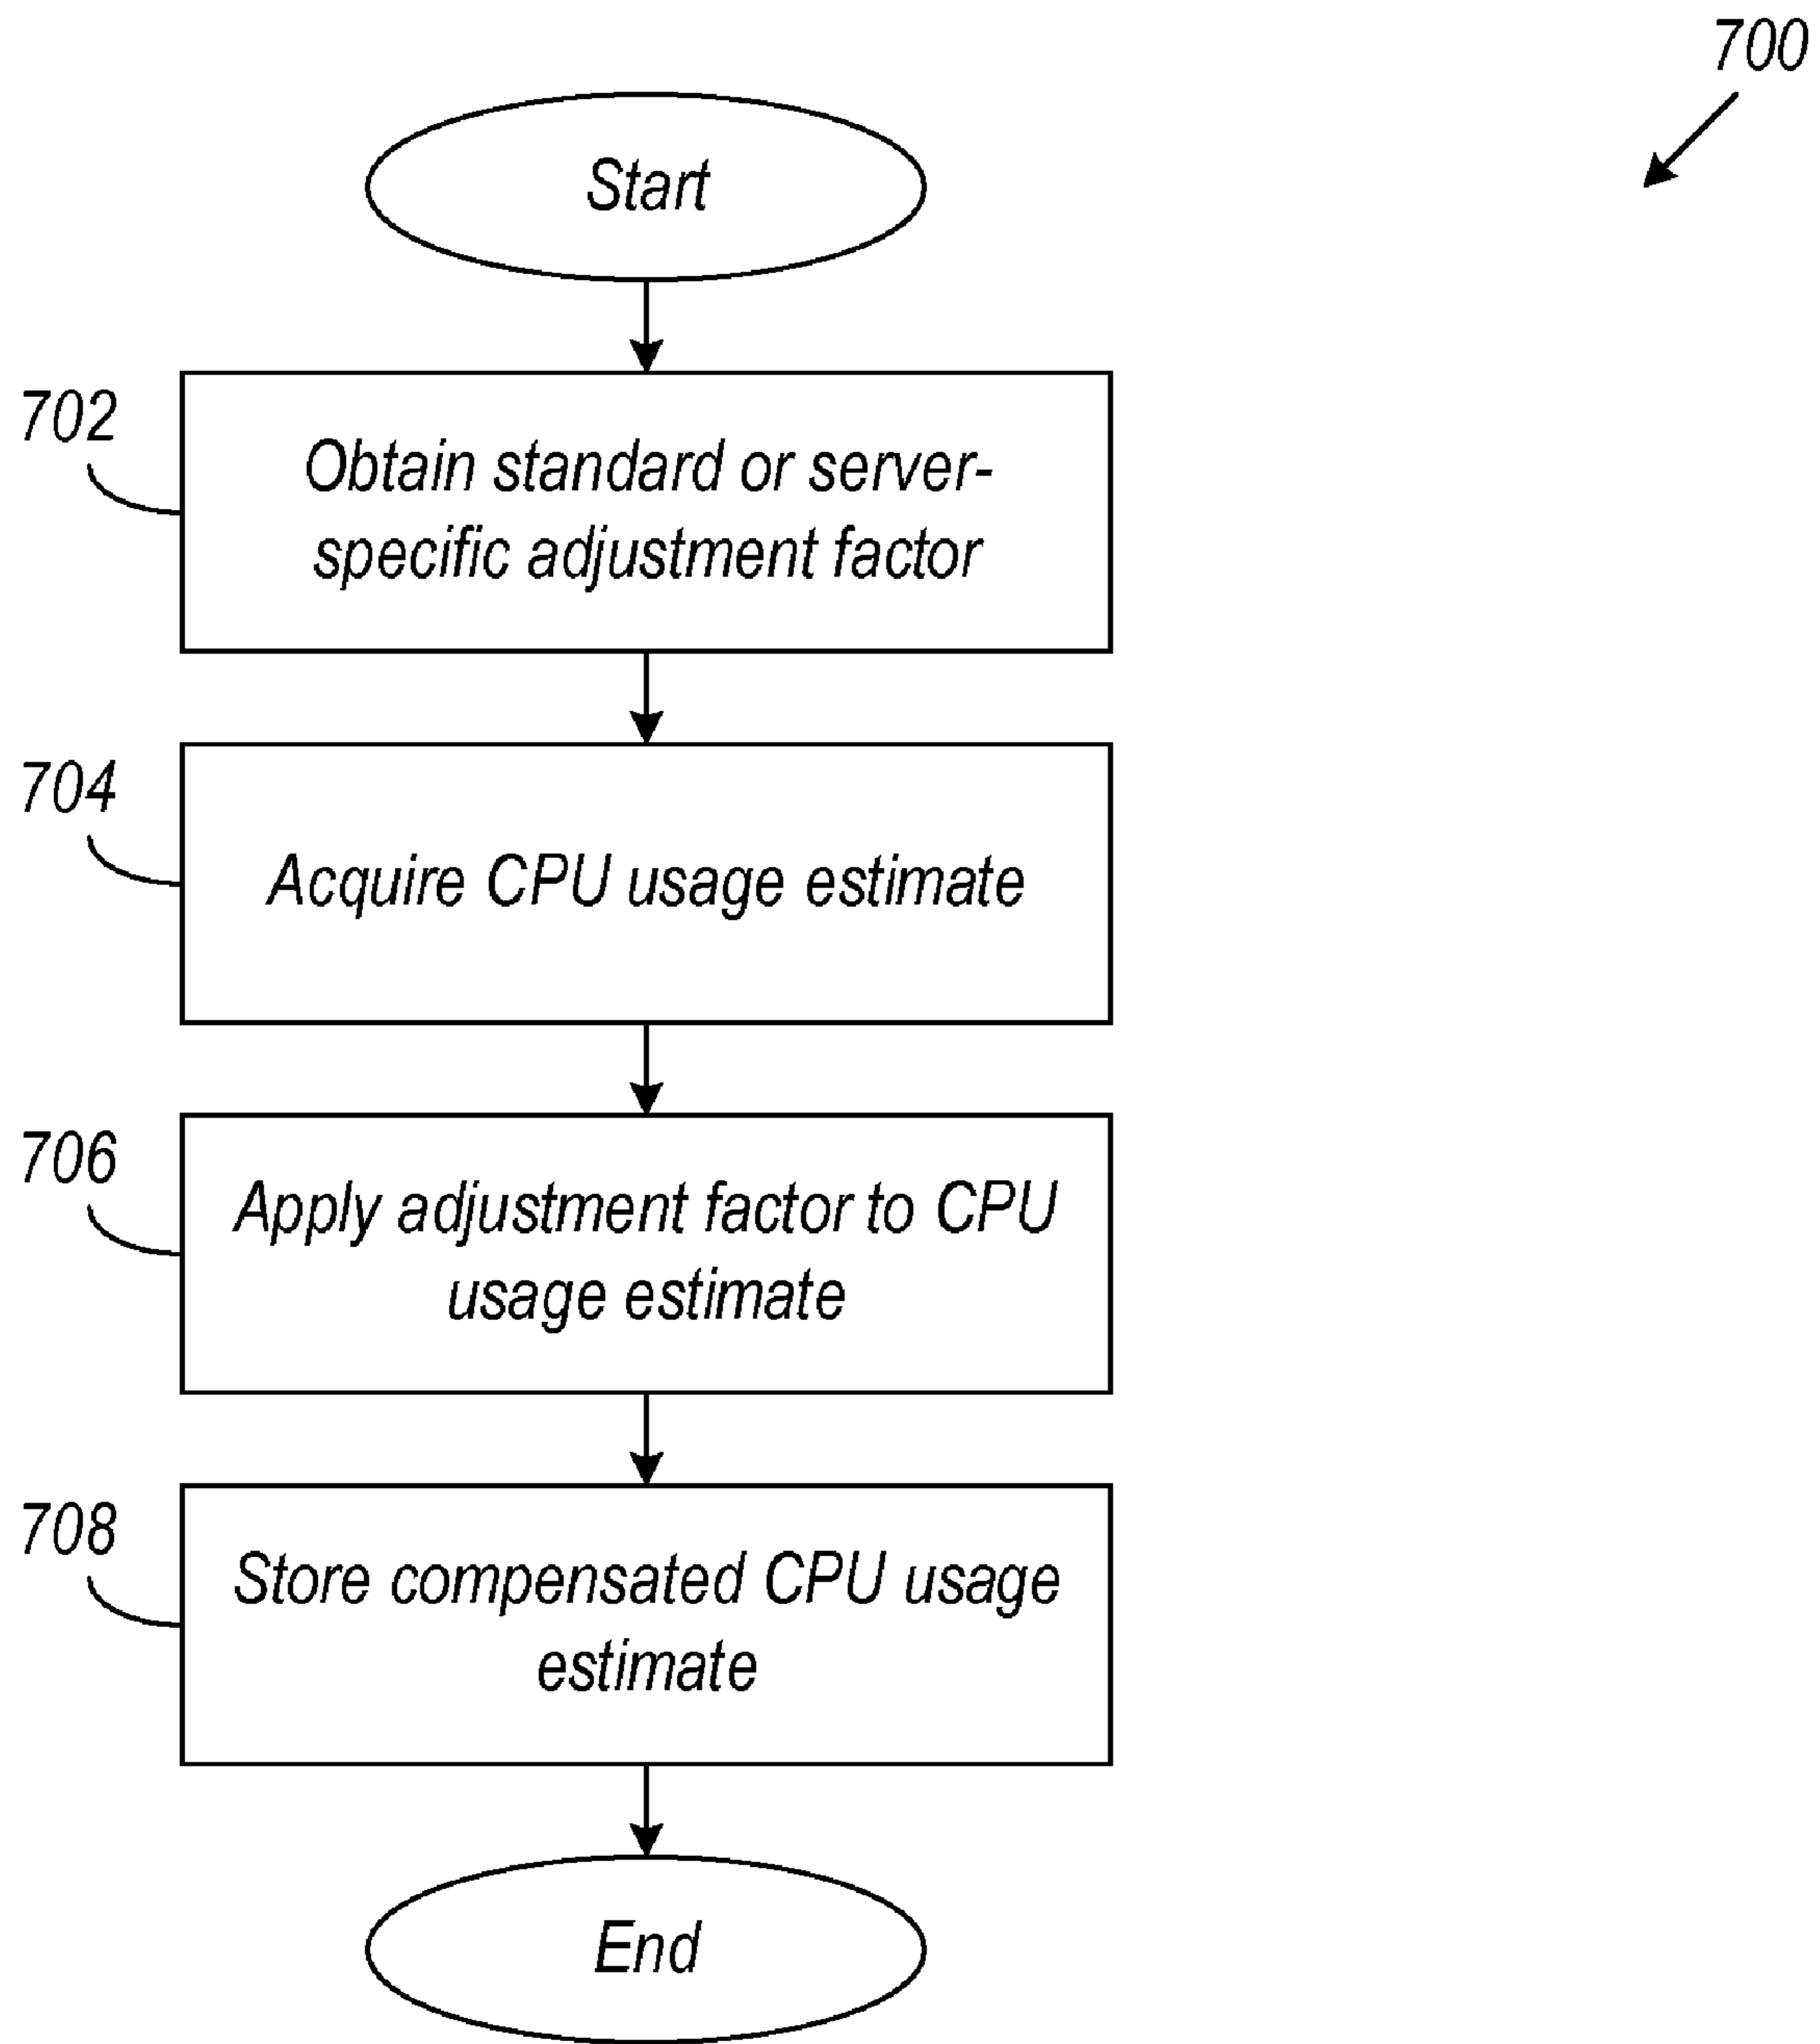 700
Start
702
Obtain standard or server-
specific adjustment factor
704
Acquire CPU usage estimate
706
Apply adjustment factor to CPU
usage estimate
708
Store compensated CPU usage
estimate
End